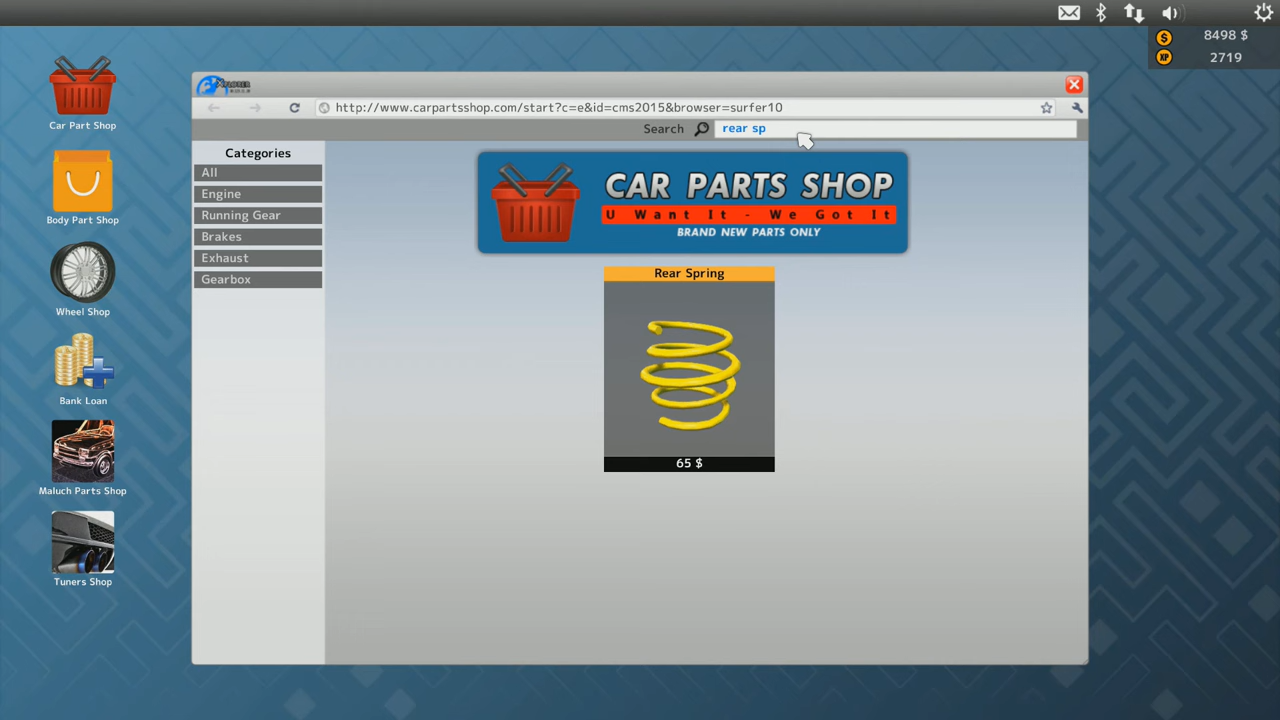 8498 $
2719
Car Part Shop
Body Part Shop
Wheel Shop
Bank Loan
Maluch Parts Shop
Tuners Shop
http://www.carpartsshop.com/start?c=e&id=cms2015&browser=surfer10
Search rear sp
Categories
All
Engine
Running Gear
Brakes
Exhaust
Gearbox
CAR PARTS SHOP
U Want It - We Got It
BRAND NEW PARTS ONLY
Rear Spring
65 $